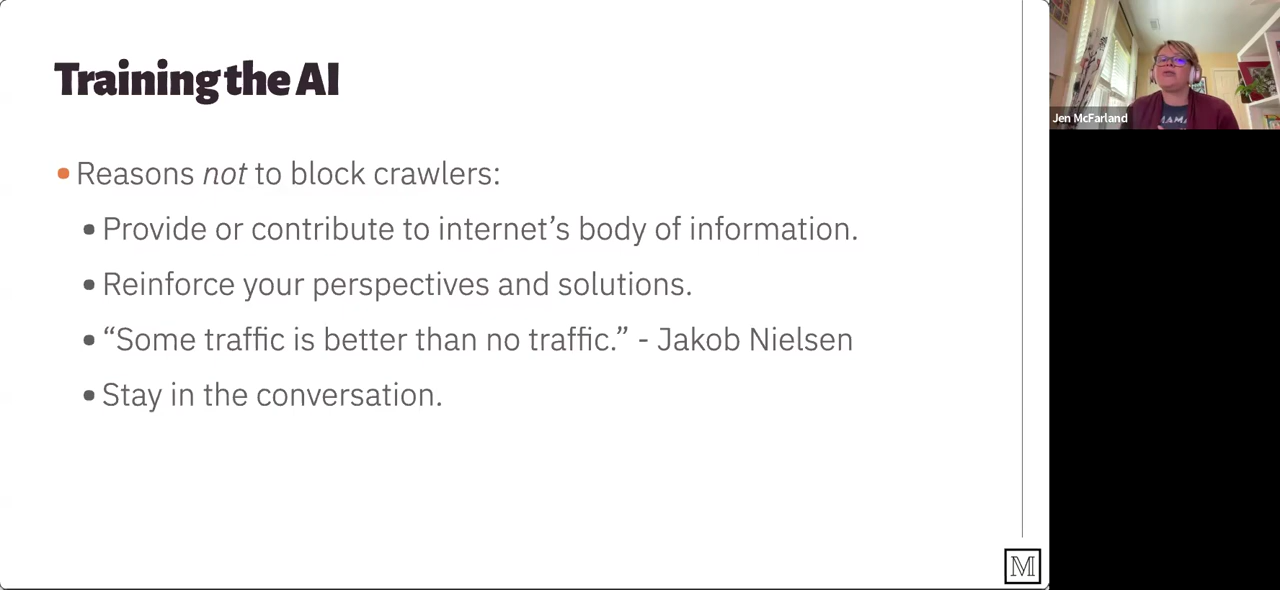 Training the AI
Reasons not to block crawlers:
Provide or contribute to internet’s body of information.
Reinforce your perspectives and solutions.
“Some traffic is better than no traffic.” - Jakob Nielsen
Stay in the conversation.
M
Jen McFarland
MAMA